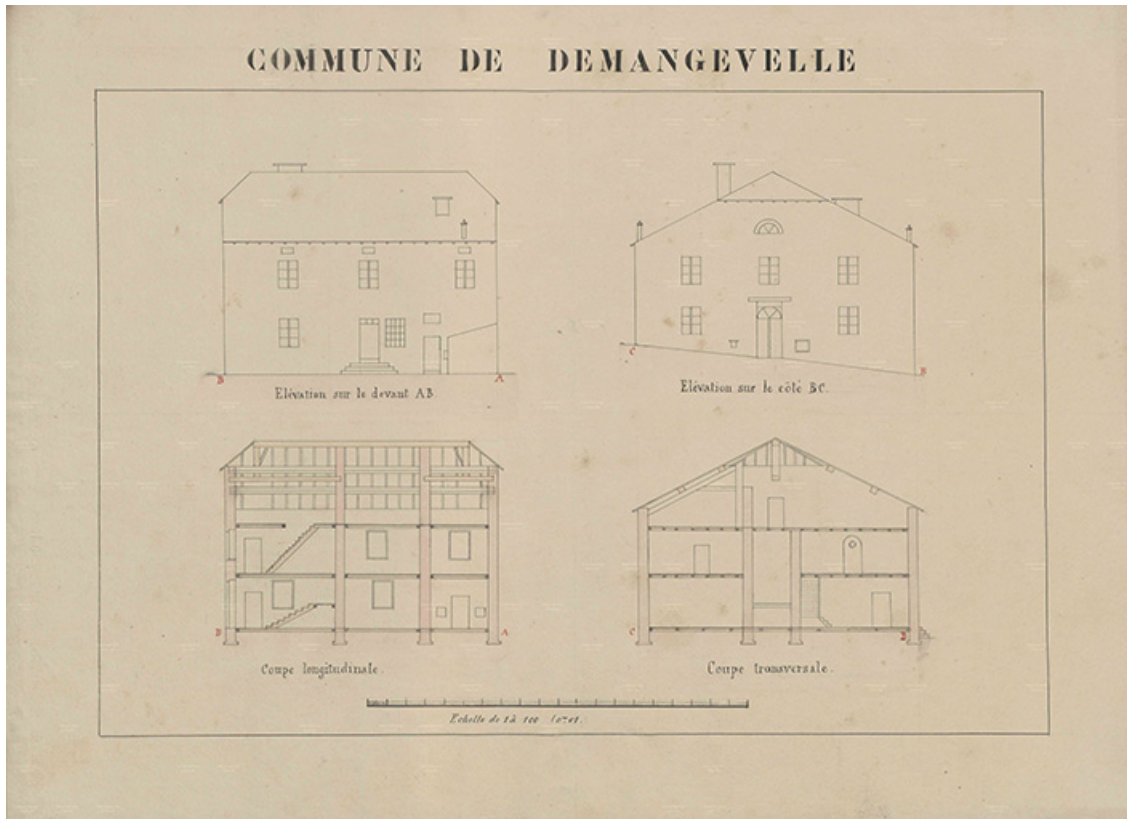 COMMUNE DE DEMANGEVELLE
B A
Elévation sur le devant AB.
C B
Elévation sur le côté BC.
B A
Coupe longitudinale.
C B
Coupe transversale.
Echelle de 1 à 100